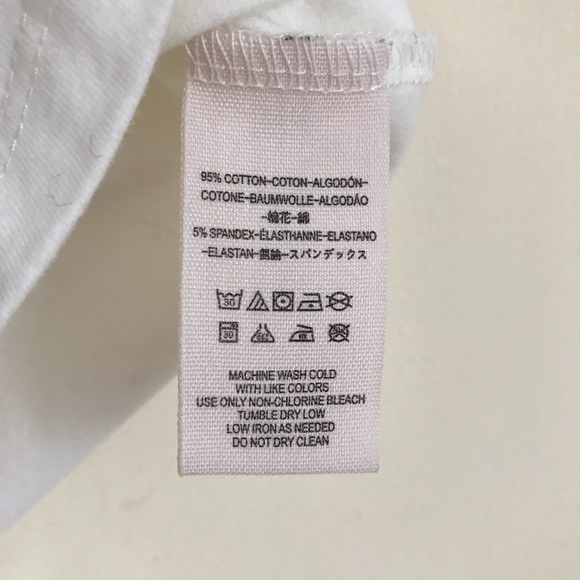 95% COTTON-COTON-ALGODÓN-
COTONE-BAUMWOLLE-ALGODÃO
-棉花-綿
5% SPANDEX-ÉLASTHANNE-ELASTANO
-ELASTAN-氨綸-スパンデックス
30
30
MACHINE WASH COLD
WITH LIKE COLORS
USE ONLY NON-CHLORINE BLEACH
TUMBLE DRY LOW
LOW IRON AS NEEDED
DO NOT DRY CLEAN